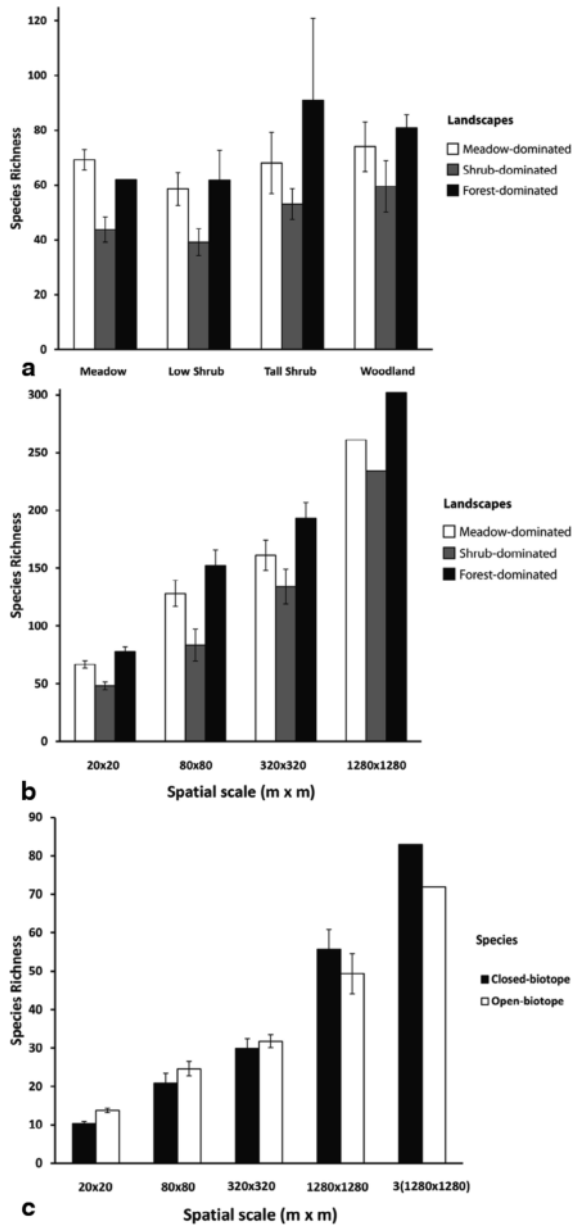 Species Richness
120
100
80
60
40
20
0
Meadow Low Shrub Tall Shrub Woodland
Landscapes
Meadow-dominated
Shrub-dominated
Forest-dominated
a
Species Richness
300
250
200
150
100
50
0
20x20 80x80 320x320 1280x1280
Spatial scale (m x m)
Landscapes
Meadow-dominated
Shrub-dominated
Forest-dominated
b
Species Richness
90
80
70
60
50
40
30
20
10
0
20x20 80x80 320x320 1280x1280 3(1280x1280)
Spatial scale (m x m)
Species
Closed-biotope
Open-biotope
c